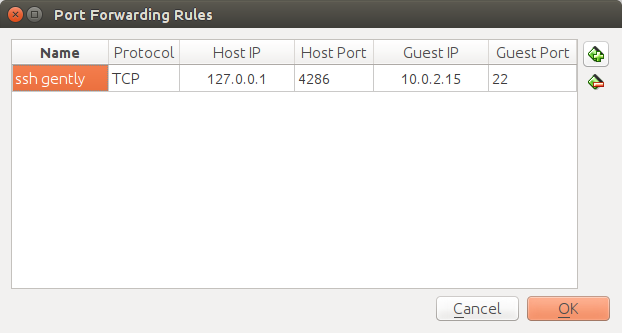 Port Forwarding Rules
Name Protocol Host IP Host Port Guest IP Guest Port
ssh gently TCP 127.0.0.1 4286 10.0.2.15 22
Cancel OK